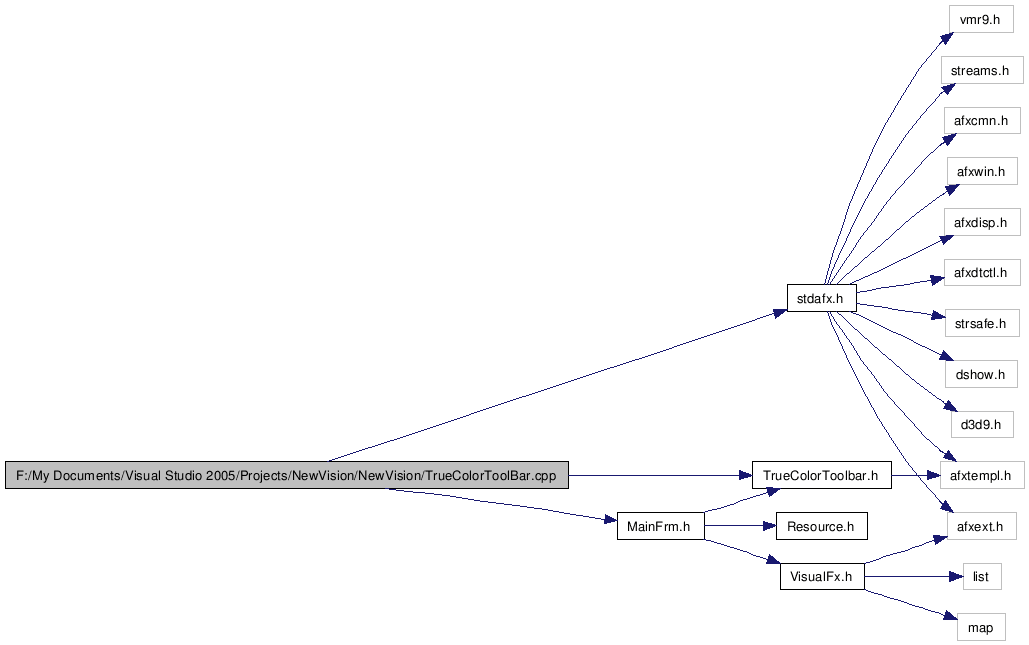 vmr9.h
streams.h
afxcmn.h
afxwin.h
afxdisp.h
afxdtctl.h
stdafx.h
strsafe.h
dshow.h
d3d9.h
F:/My Documents/Visual Studio 2005/Projects/NewVision/NewVision/TrueColorToolBar.cpp
TrueColorToolbar.h
afxtempl.h
MainFrm.h
Resource.h
afxext.h
VisualFx.h
list
map